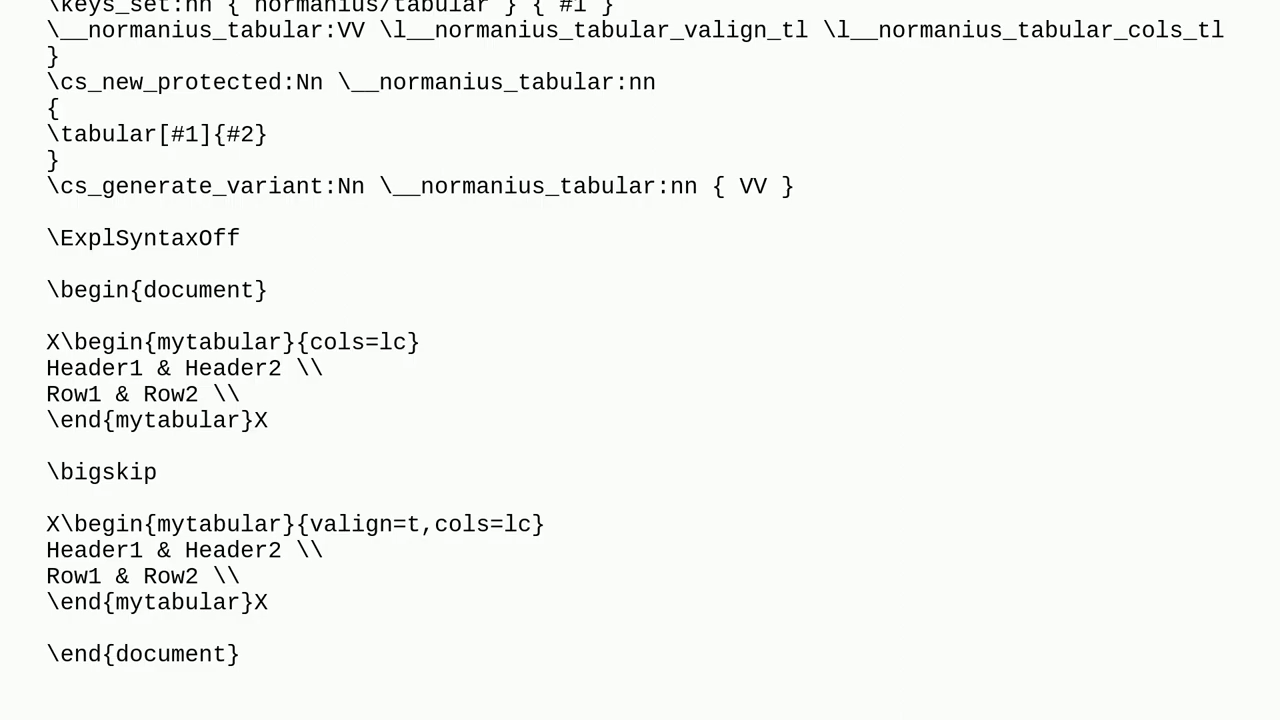 \keys_set:nn { normanius/tabular } { #1 }
\__normanius_tabular:VV \l__normanius_tabular_valign_tl \l__normanius_tabular_cols_tl
}
\cs_new_protected:Nn \__normanius_tabular:nn
{
\tabular[#1]{#2}
}
\cs_generate_variant:Nn \__normanius_tabular:nn { VV }
\ExplSyntaxOff
\begin{document}
X\begin{mytabular}{cols=lc}
Header1 & Header2 \\
Row1 & Row2 \\
\end{mytabular}X
\bigskip
X\begin{mytabular}{valign=t,cols=lc}
Header1 & Header2 \\
Row1 & Row2 \\
\end{mytabular}X
\end{document}